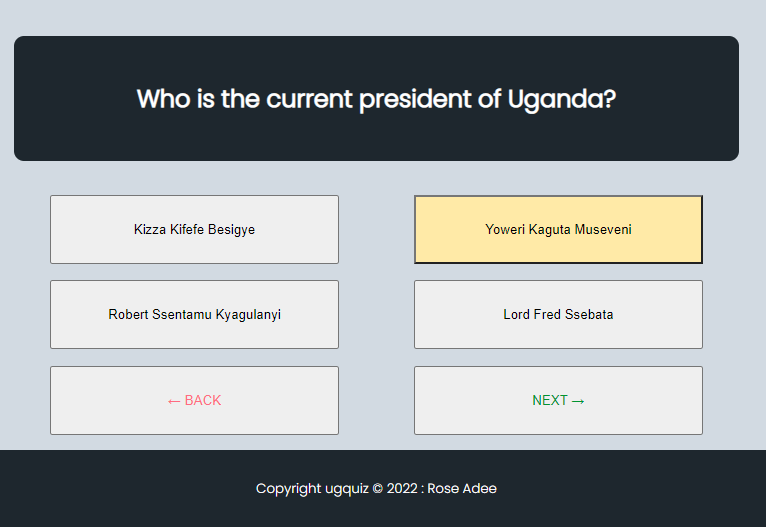 Who is the current president of Uganda?
Kizza Kifefe Besigye
Yoweri Kaguta Museveni
Robert Ssentamu Kyagulanyi
Lord Fred Ssebata
← BACK
NEXT →
Copyright ugquiz © 2022 : Rose Adee